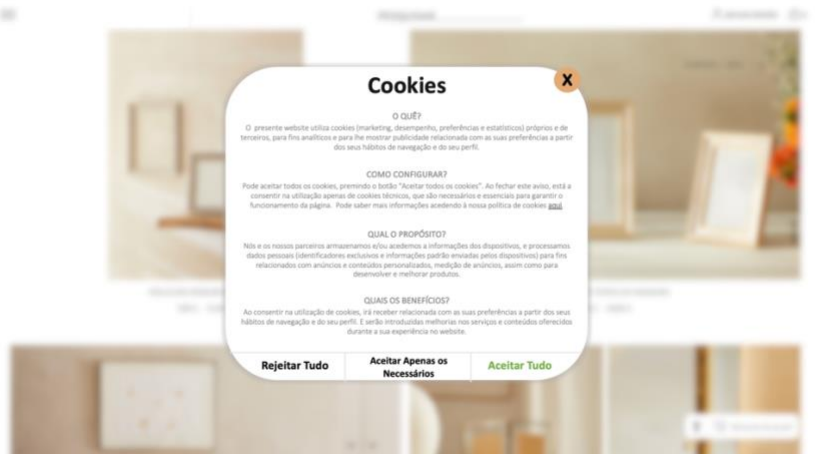 Cookies
X
O QUÊ?
O presente website utiliza cookies (marketing, desempenho, preferências e estatísticos) próprios e de
terceiros, para fins analíticos e para lhe mostrar publicidade relacionada com as suas preferências a partir
dos seus hábitos de navegação e do seu perfil.
COMO CONFIGURAR?
Pode aceitar todos os cookies, premindo o botão "Aceitar todos os cookies". Ao fechar este aviso, está a
consentir na utilização apenas de cookies técnicos, que são necessários e essenciais para garantir o
funcionamento da página. Pode saber mais informações acedendo à nossa política de cookies aqui.
QUAL O PROPÓSITO?
Nós e os nossos parceiros armazenamos e/ou acedemos a informações dos dispositivos, e processamos
dados pessoais (identificadores exclusivos e informações padrão enviadas pelos dispositivos) para fins
relacionados com anúncios e conteúdos personalizados, medição de anúncios, assim como para
desenvolver e melhorar produtos.
QUAIS OS BENEFÍCIOS?
Ao consentir na utilização de cookies, irá receber relacionada com as suas preferências a partir dos seus
hábitos de navegação e do seu perfil. E serão introduzidas melhorias nos serviços e conteúdos oferecidos
durante a sua experiência no website.
Rejeitar Tudo
Aceitar Apenas os
Necessários
Aceitar Tudo